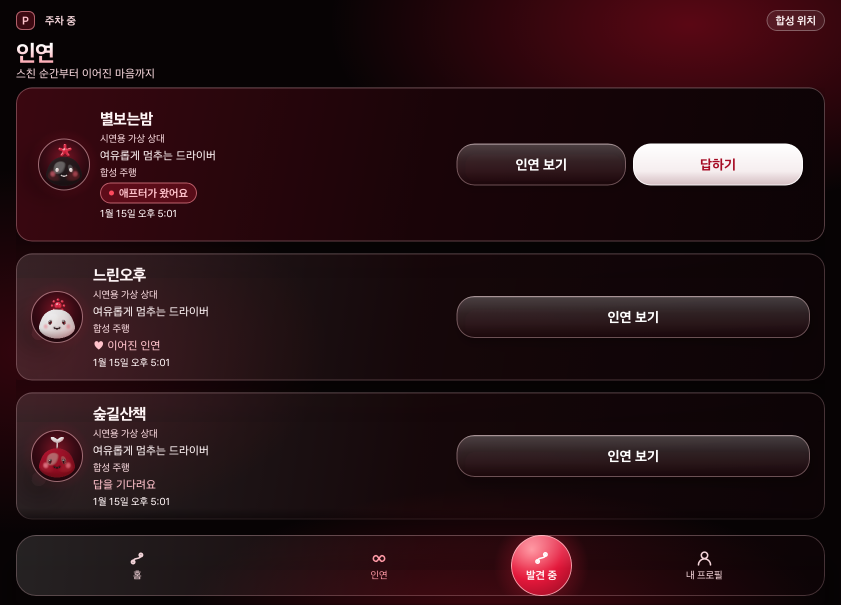 P 주차 중
합성 위치
인연
스친 순간부터 이어진 마음까지
별보는밤
시연용 가상 상대
여유롭게 멈추는 드라이버
합성 주행
애프터가 왔어요
1월 15일 오후 5:01
인연 보기
답하기
느린오후
시연용 가상 상대
여유롭게 멈추는 드라이버
합성 주행
이어진 인연
1월 15일 오후 5:01
인연 보기
숲길산책
시연용 가상 상대
여유롭게 멈추는 드라이버
합성 주행
답을 기다려요
1월 15일 오후 5:01
인연 보기
홈
인연
발견 중
내 프로필